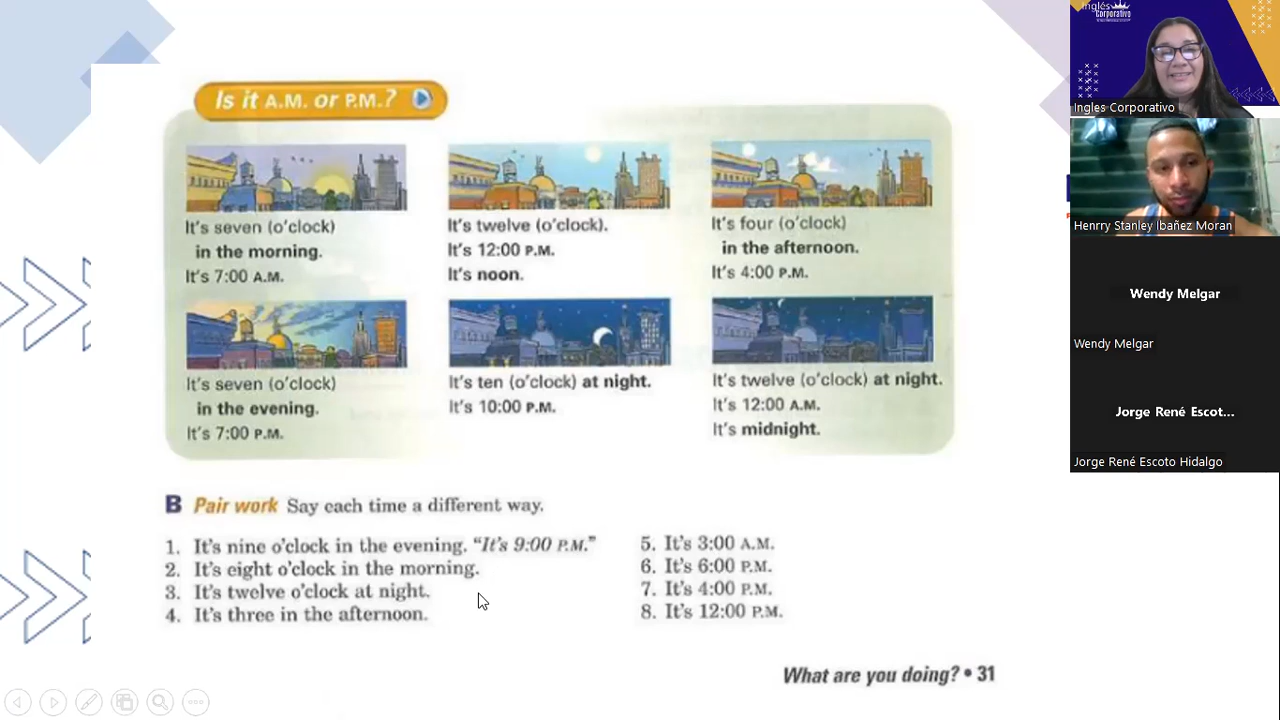 Is it A.M. or P.M.?
It's seven (o'clock)
in the morning.
It's 7:00 A.M.
It's twelve (o'clock).
It's 12:00 P.M.
It's noon.
It's four (o'clock)
in the afternoon.
It's 4:00 P.M.
It's seven (o'clock)
in the evening.
It's 7:00 P.M.
It's ten (o'clock) at night.
It's 10:00 P.M.
It's twelve (o'clock) at night.
It's 12:00 A.M.
It's midnight.
B Pair work Say each time a different way.
1. It's nine o'clock in the evening. "It's 9:00 P.M."
2. It's eight o'clock in the morning.
3. It's twelve o'clock at night.
4. It's three in the afternoon.
5. It's 3:00 A.M.
6. It's 6:00 P.M.
7. It's 4:00 P.M.
8. It's 12:00 P.M.
What are you doing? • 31
Inglés
Corporativo
Ingles Corporativo
Henrry Stanley Ibañez Moran
Wendy Melgar
Wendy Melgar
Jorge René Escot...
Jorge René Escoto Hidalgo